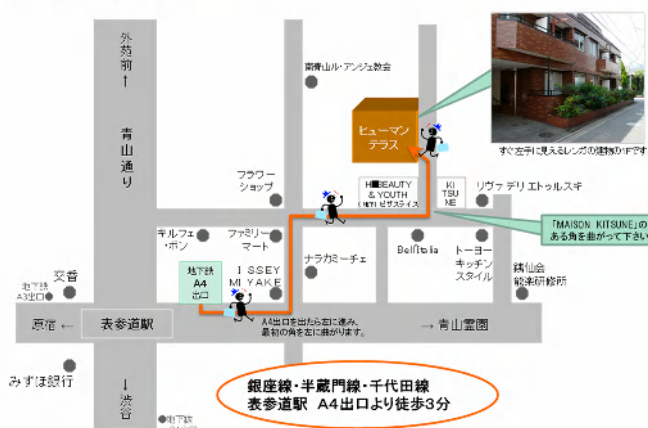 外苑前
↑
青山通り
南青山ル・アンジェ教会
ヒューマン
テラス
すぐ左手に見えるレンガの建物の1Fです
フラワー
ショップ
H■BEAUTY
& YOUTH
KI
TSU
NE
リヴァ デリ エトゥルスキ
「MAISON KITSUNE」の
ある角を曲がって下さい
キルフェ
・ボン
ファミリー
マート
ISSEY
MIYAKE
ナラカミーチェ
Bellitalia
トーヨー
キッチン
スタイル
銕仙会
能楽研修所
交番
地下鉄
A3出口
地下鉄
A4
出口
A4出口を出たら左に進み、
最初の角を左に曲がります。
原宿 ←
表参道駅
→ 青山霊園
みずほ銀行
↓
渋谷
地下鉄
銀座線・半蔵門線・千代田線
表参道駅 A4出口より徒歩3分